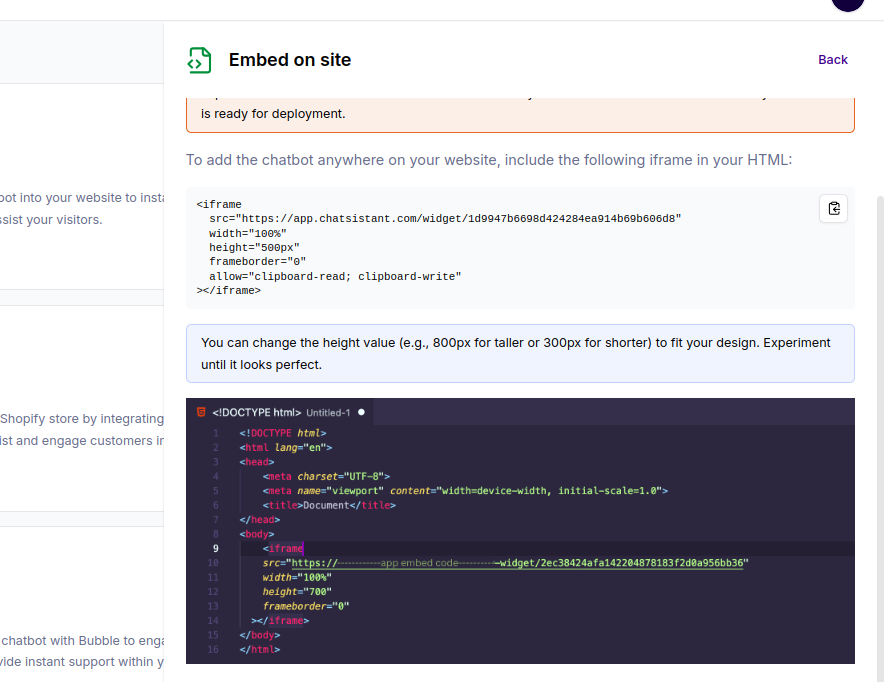 Embed on site
Back
is ready for deployment.
To add the chatbot anywhere on your website, include the following iframe in your HTML:
<iframe
src="https://app.chatsistant.com/widget/1d9947b6698d424284ea914b69b606d8"
width="100%"
height="500px"
frameborder="0"
allow="clipboard-read; clipboard-write"
></iframe>
You can change the height value (e.g., 800px for taller or 300px for shorter) to fit your design. Experiment
until it looks perfect.
<!DOCTYPE html> Untitled-1
1 <!DOCTYPE html>
2 <html lang="en">
3 <head>
4 <meta charset="UTF-8">
5 <meta name="viewport" content="width=device-width, initial-scale=1.0">
6 <title>Document</title>
7 </head>
8 <body>
9 <iframe
10 src="https://------------app embed code-----------widget/2ec38424afa142204878183f2d0a956bb36"
11 width="100%"
12 height="700"
13 frameborder="0"
14 ></iframe>
15 </body>
16 </html>
bot into your website to insta
ssist your visitors.
Shopify store by integrating
ist and engage customers in
chatbot with Bubble to enga
vide instant support within y